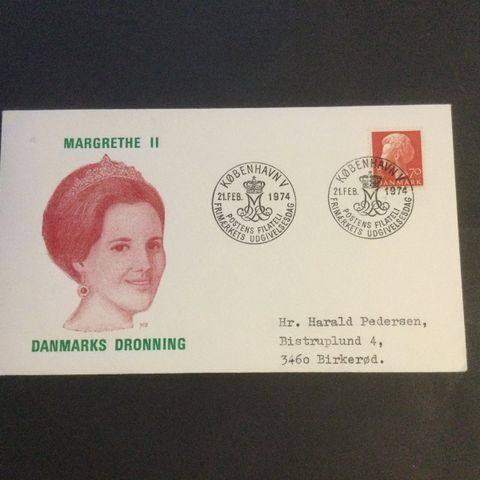 MARGRETHE II
KØBENHAVN V
21. FEB. 1974
POSTENS FILATELI
FRIMÆRKETS UDGIVELSESDAG
70
DANMARK
KØBENHAVN V
21. FEB. 1974
POSTENS FILATELI
FRIMÆRKETS UDGIVELSESDAG
DANMARKS DRONNING
Hr. Harald Pedersen,
Bistruplund 4,
3460 Birkerød.